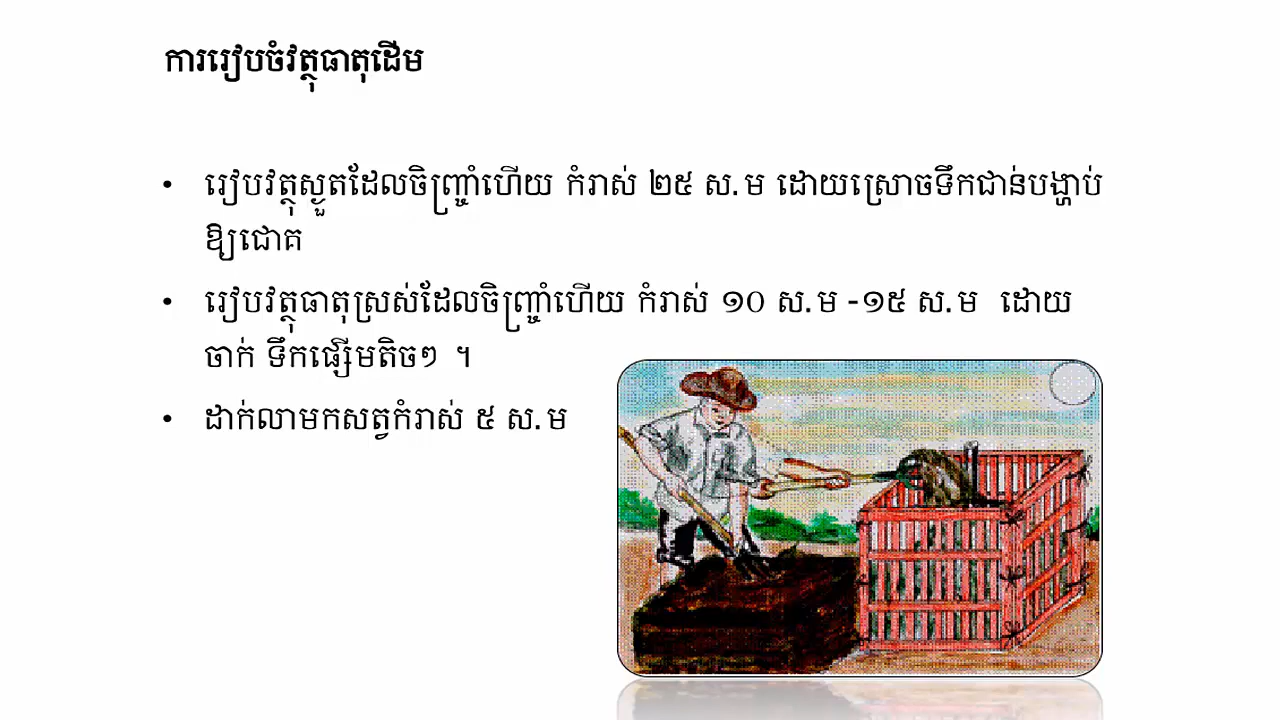 ការរៀបចំវត្ថុធាតុដើម
• រៀបវត្ថុស្ងួតដែលចិញ្ច្រាំហើយ កំរាស់ ២៥ ស.ម ដោយស្រោចទឹកជាន់បង្ហាប់
ឱ្យជោគ
• រៀបវត្ថុធាតុស្រស់ដែលចិញ្ច្រាំហើយ កំរាស់ ១០ ស.ម -១៥ ស.ម ដោយ
ចាក់ ទឹកផ្សើមតិចៗ ។
• ដាក់លាមកសត្វកំរាស់ ៥ ស.ម